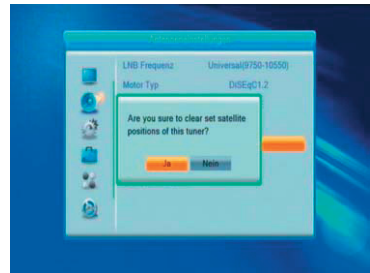 LNB Frequenz Universal(9750-10550)
Motor Typ DiSEqC1.2
Are you sure to clear set satellite
positions of this tuner?
Ja Nein